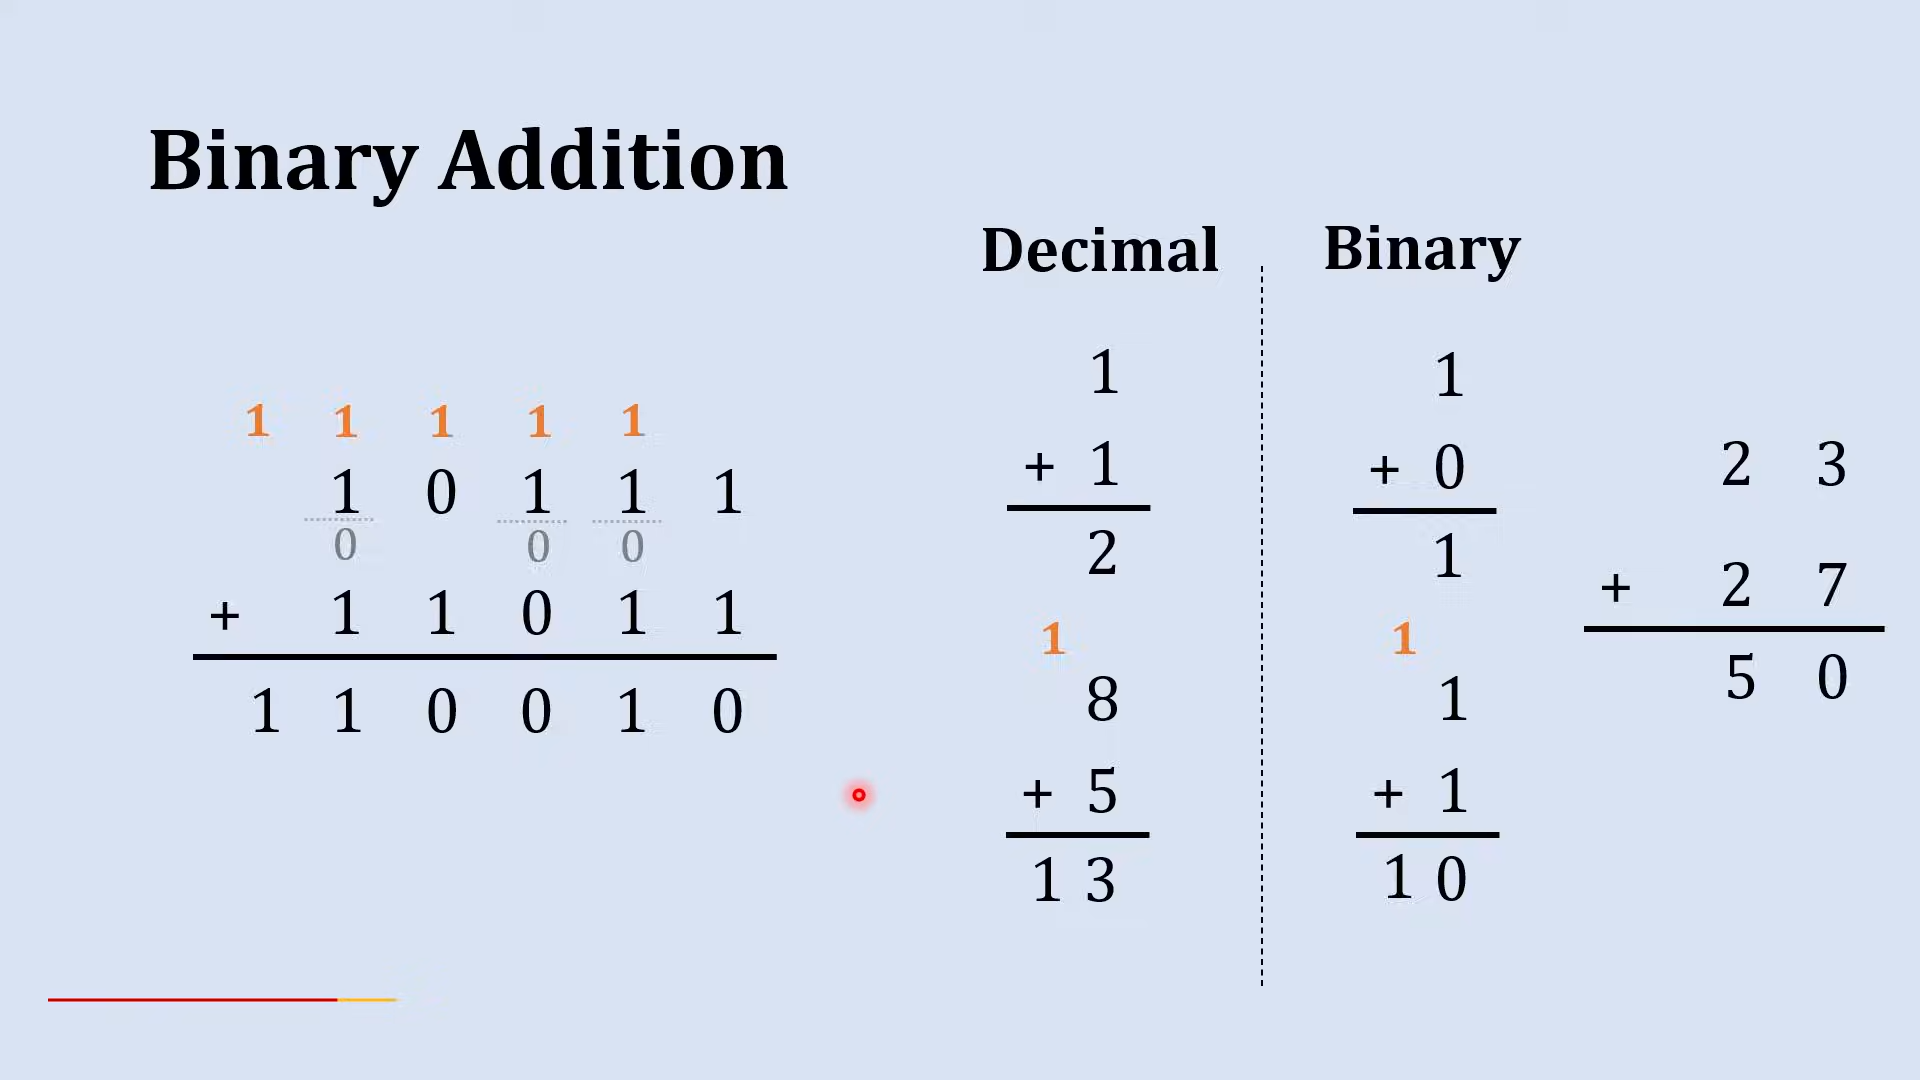 Binary Addition
1 1 1 1 1
1 0 1 1 1
0 0 0
+ 1 1 0 1 1
1 1 0 0 1 0
Decimal
1
+ 1
2
1
8
+ 5
1 3
Binary
1
+ 0
1
1
1
+ 1
1 0
2 3
+ 2 7
5 0